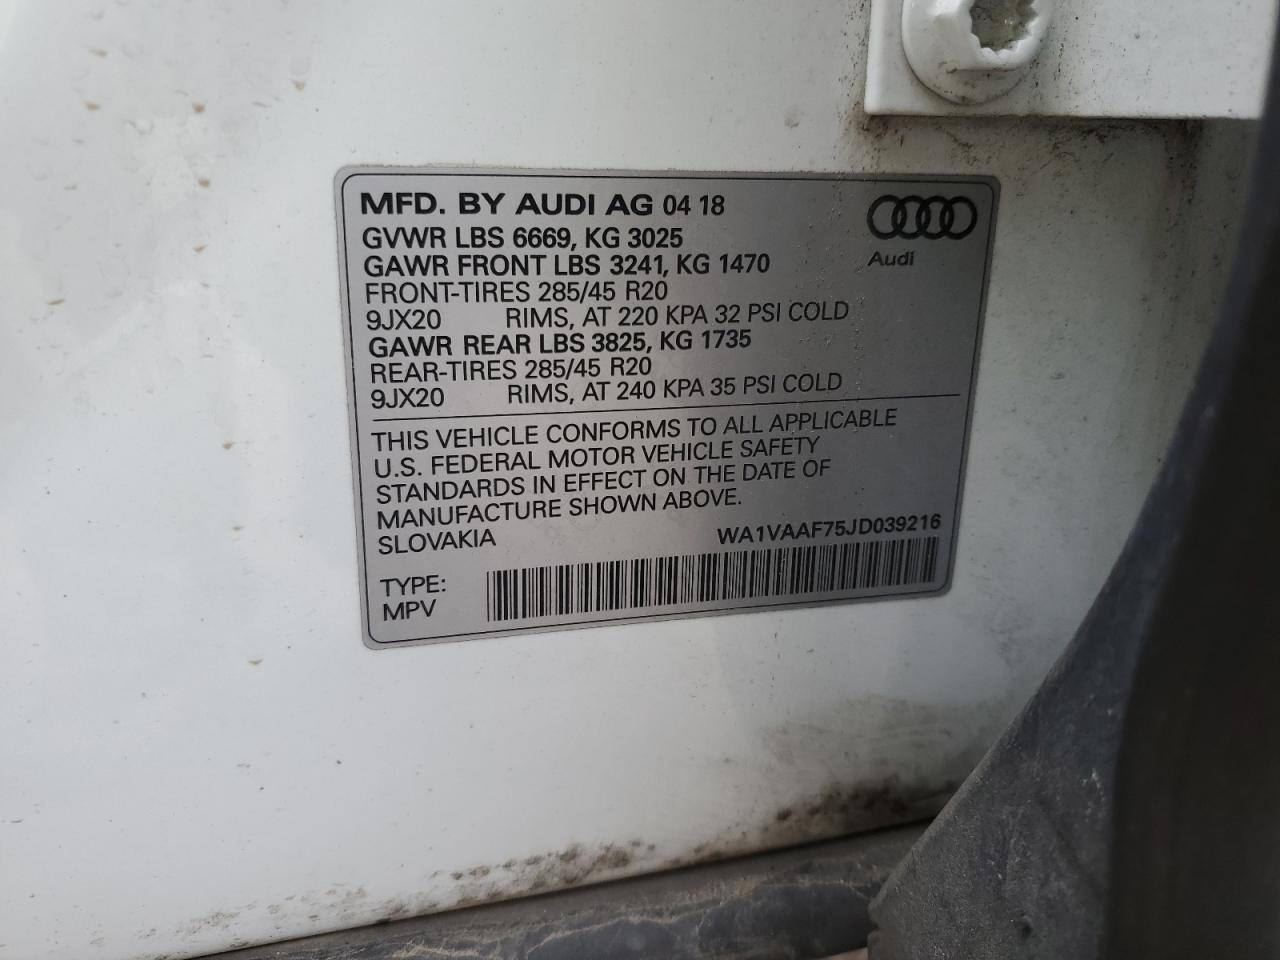 MFD. BY AUDI AG 04 18
GVWR LBS 6669, KG 3025
GAWR FRONT LBS 3241, KG 1470
FRONT-TIRES 285/45 R20
9JX20 RIMS, AT 220 KPA 32 PSI COLD
GAWR REAR LBS 3825, KG 1735
REAR-TIRES 285/45 R20
9JX20 RIMS, AT 240 KPA 35 PSI COLD
Audi
THIS VEHICLE CONFORMS TO ALL APPLICABLE
U.S. FEDERAL MOTOR VEHICLE SAFETY
STANDARDS IN EFFECT ON THE DATE OF
MANUFACTURE SHOWN ABOVE.
SLOVAKIA WA1VAAF75JD039216
TYPE:
MPV